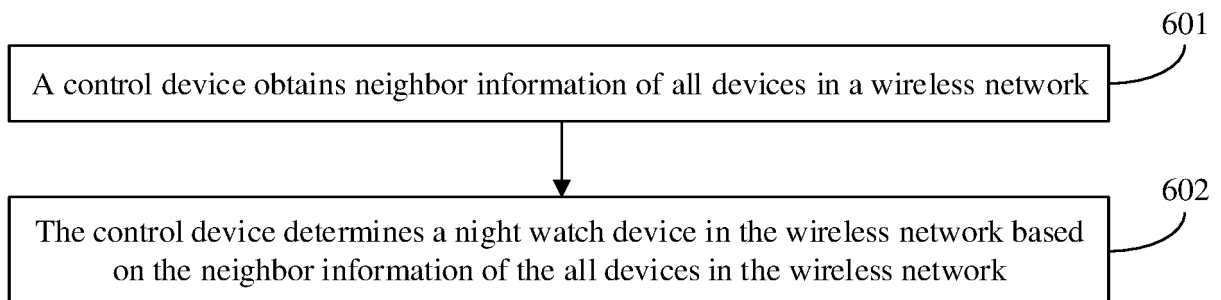 601
A control device obtains neighbor information of all devices in a wireless network
602
The control device determines a night watch device in the wireless network based
on the neighbor information of the all devices in the wireless network